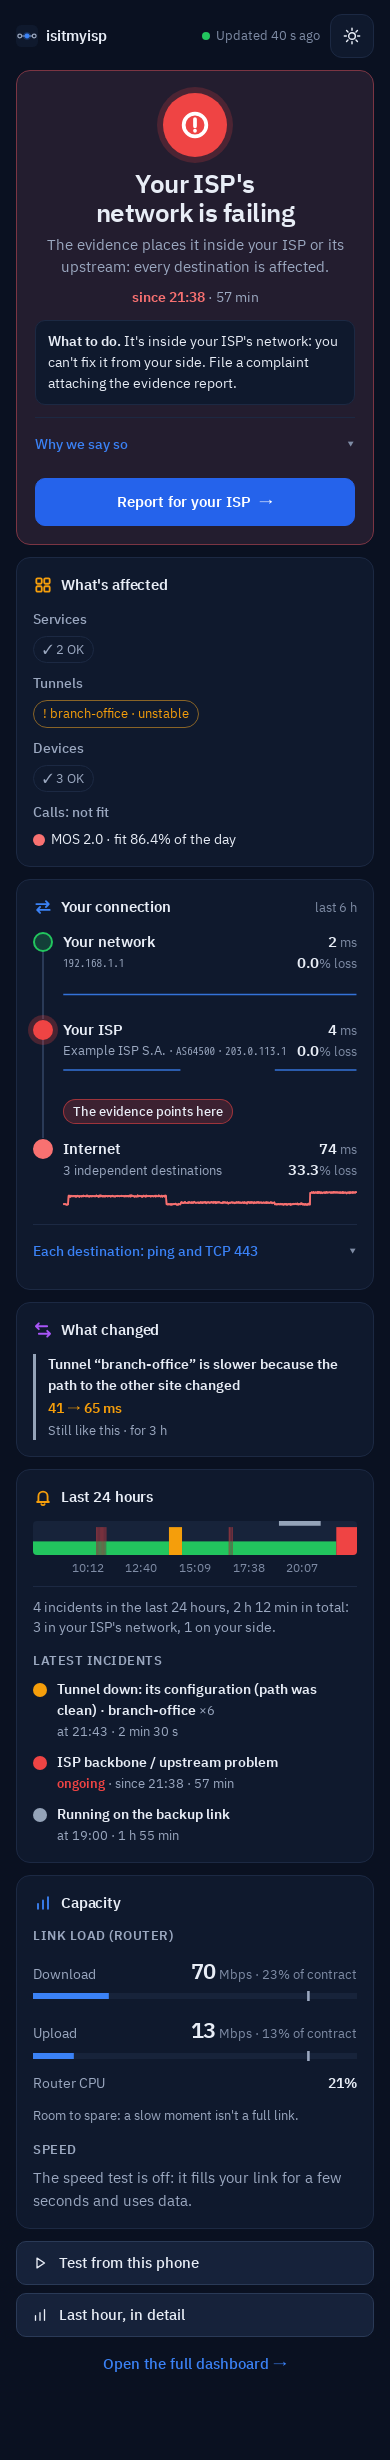 isitmyisp
Updated 40 s ago
Your ISP's
network is failing
The evidence places it inside your ISP or its
upstream: every destination is affected.
since 21:38 · 57 min
What to do. It's inside your ISP's network: you
can't fix it from your side. File a complaint
attaching the evidence report.
Why we say so ▾
Report for your ISP →
What's affected
Services
✓ 2 OK
Tunnels
! branch-office · unstable
Devices
✓ 3 OK
Calls: not fit
MOS 2.0 · fit 86.4% of the day
Your connection last 6 h
Your network 2 ms
192.168.1.1 0.0% loss
Your ISP 4 ms
Example ISP S.A. · AS64500 · 203.0.113.1 0.0% loss
The evidence points here
Internet 74 ms
3 independent destinations 33.3% loss
Each destination: ping and TCP 443 ▾
What changed
Tunnel “branch-office” is slower because the
path to the other site changed
41 → 65 ms
Still like this · for 3 h
Last 24 hours
10:12 12:40 15:09 17:38 20:07
4 incidents in the last 24 hours, 2 h 12 min in total:
3 in your ISP's network, 1 on your side.
LATEST INCIDENTS
Tunnel down: its configuration (path was
clean) · branch-office ×6
at 21:43 · 2 min 30 s
ISP backbone / upstream problem
ongoing · since 21:38 · 57 min
Running on the backup link
at 19:00 · 1 h 55 min
Capacity
LINK LOAD (ROUTER)
Download 70 Mbps · 23% of contract
Upload 13 Mbps · 13% of contract
Router CPU 21%
Room to spare: a slow moment isn't a full link.
SPEED
The speed test is off: it fills your link for a few
seconds and uses data.
Test from this phone
Last hour, in detail
Open the full dashboard →